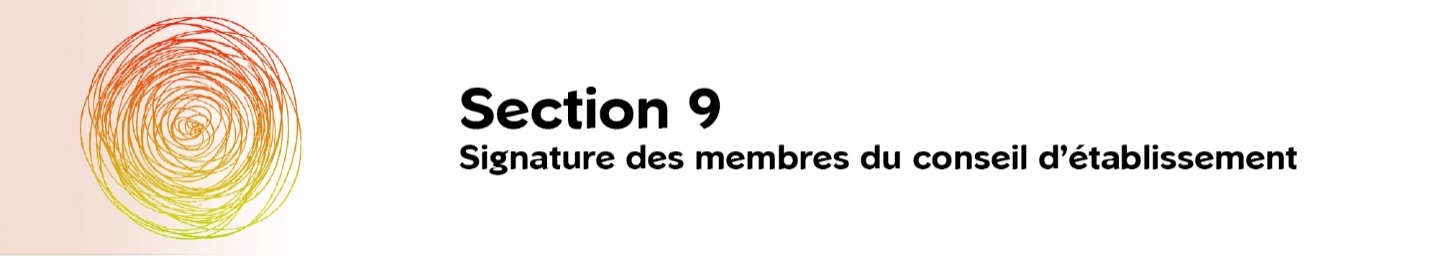 Section 9
Signature des membres du conseil d’établissement